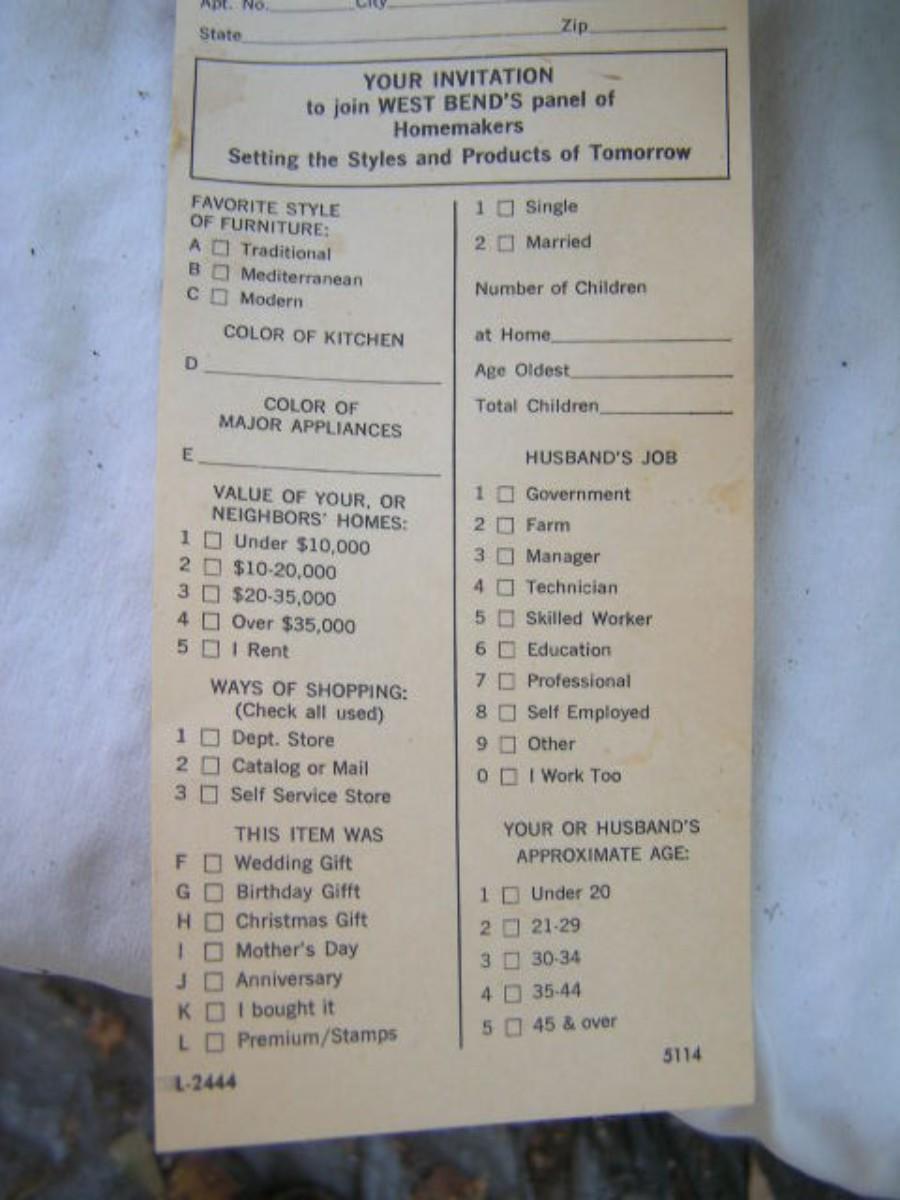 Apt. No.          City
State          Zip
YOUR INVITATION
to join WEST BEND'S panel of
Homemakers
Setting the Styles and Products of Tomorrow
FAVORITE STYLE
OF FURNITURE:
A □ Traditional
B □ Mediterranean
C □ Modern
COLOR OF KITCHEN
D
COLOR OF
MAJOR APPLIANCES
E
VALUE OF YOUR, OR
NEIGHBORS' HOMES:
1 □ Under $10,000
2 □ $10-20,000
3 □ $20-35,000
4 □ Over $35,000
5 □ I Rent
WAYS OF SHOPPING:
(Check all used)
1 □ Dept. Store
2 □ Catalog or Mail
3 □ Self Service Store
THIS ITEM WAS
F □ Wedding Gift
G □ Birthday Gifft
H □ Christmas Gift
I □ Mother's Day
J □ Anniversary
K □ I bought it
L □ Premium/Stamps
L-2444
1 □ Single
2 □ Married
Number of Children
at Home
Age Oldest
Total Children
HUSBAND'S JOB
1 □ Government
2 □ Farm
3 □ Manager
4 □ Technician
5 □ Skilled Worker
6 □ Education
7 □ Professional
8 □ Self Employed
9 □ Other
0 □ I Work Too
YOUR OR HUSBAND'S
APPROXIMATE AGE:
1 □ Under 20
2 □ 21-29
3 □ 30-34
4 □ 35-44
5 □ 45 & over
5114